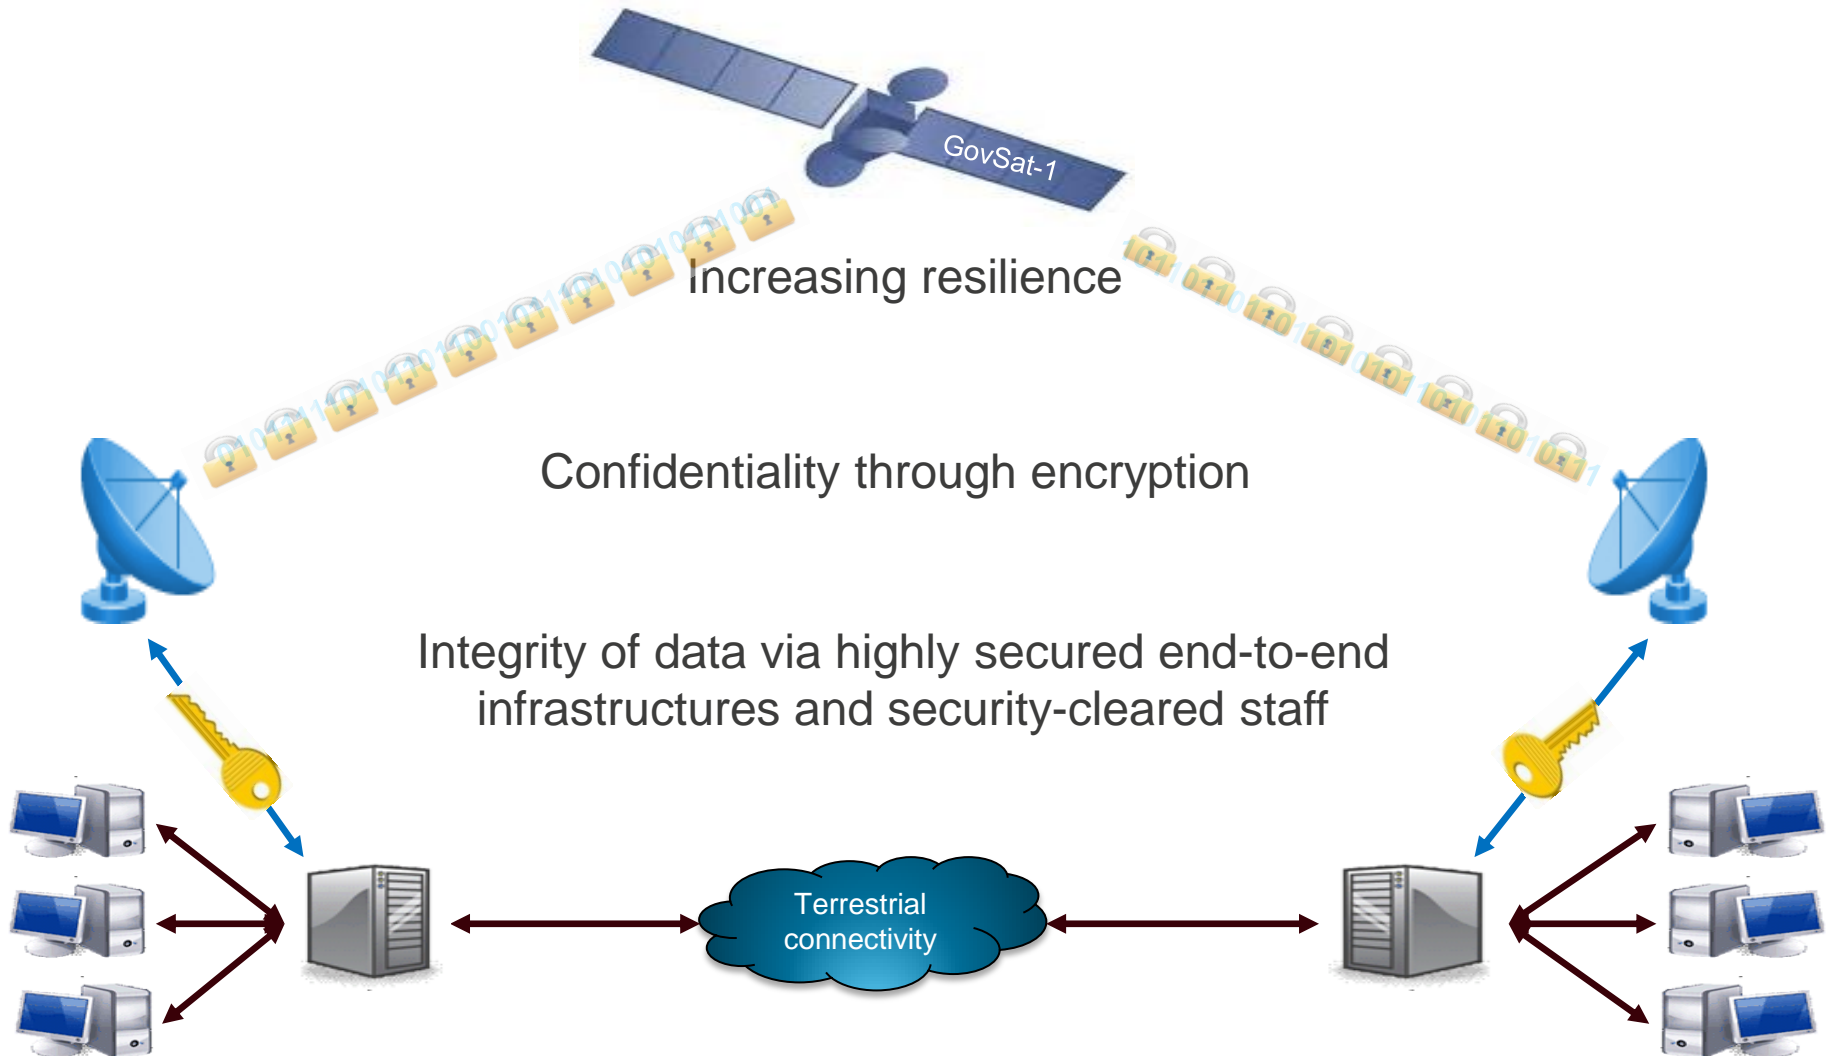 GovSat-1
Increasing resilience
Confidentiality through encryption
Integrity of data via highly secured end-to-end
infrastructures and security-cleared staff
Terrestrial
connectivity